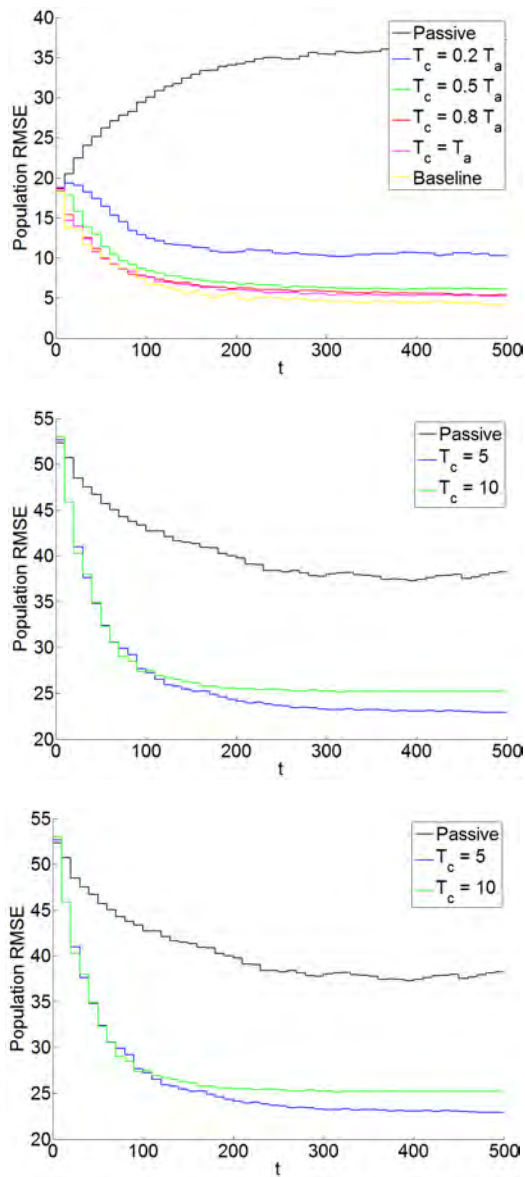 40
35
30
25
20
15
10
5
0
Population RMSE
Passive
T_c = 0.2 T_a
T_c = 0.5 T_a
T_c = 0.8 T_a
T_c = T_a
Baseline
0 100 200 300 400 500
t
55
50
45
40
35
30
25
20
Population RMSE
Passive
T_c = 5
T_c = 10
0 100 200 300 400 500
t
55
50
45
40
35
30
25
20
Population RMSE
Passive
T_c = 5
T_c = 10
0 100 200 300 400 500
t